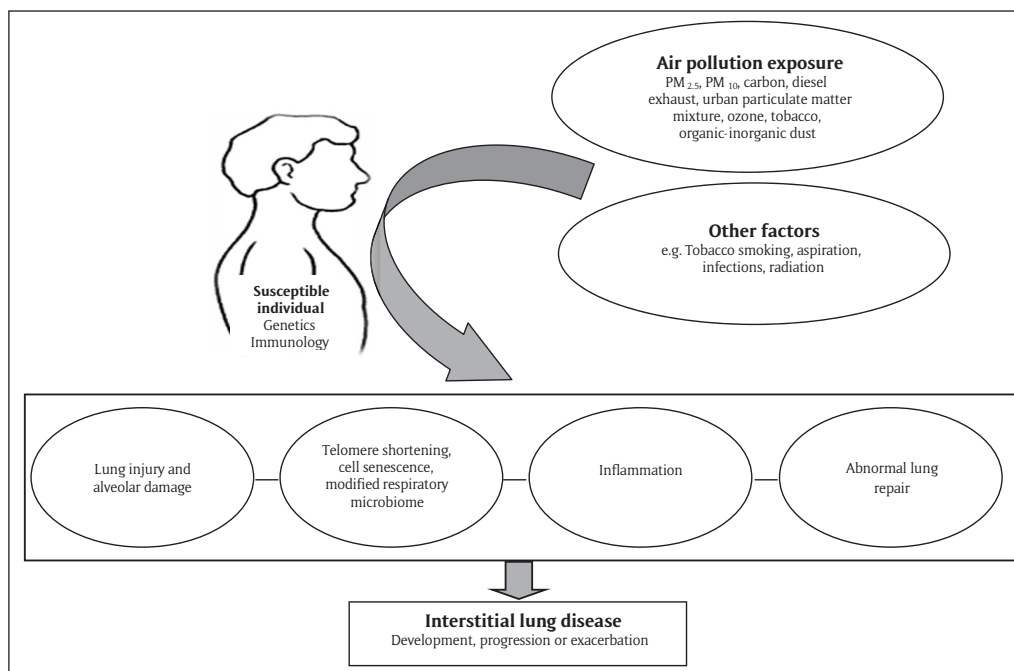 Air pollution exposure
PM 2.5, PM 10, carbon, diesel
exhaust, urban particulate matter
mixture, ozone, tobacco,
organic-inorganic dust
Other factors
e.g. Tobacco smoking, aspiration,
infections, radiation
Susceptible
individual
Genetics
Immunology
Lung injury and
alveolar damage
Telomere shortening,
cell senescence,
modified respiratory
microbiome
Inflammation
Abnormal lung
repair
Interstitial lung disease
Development, progression or exacerbation